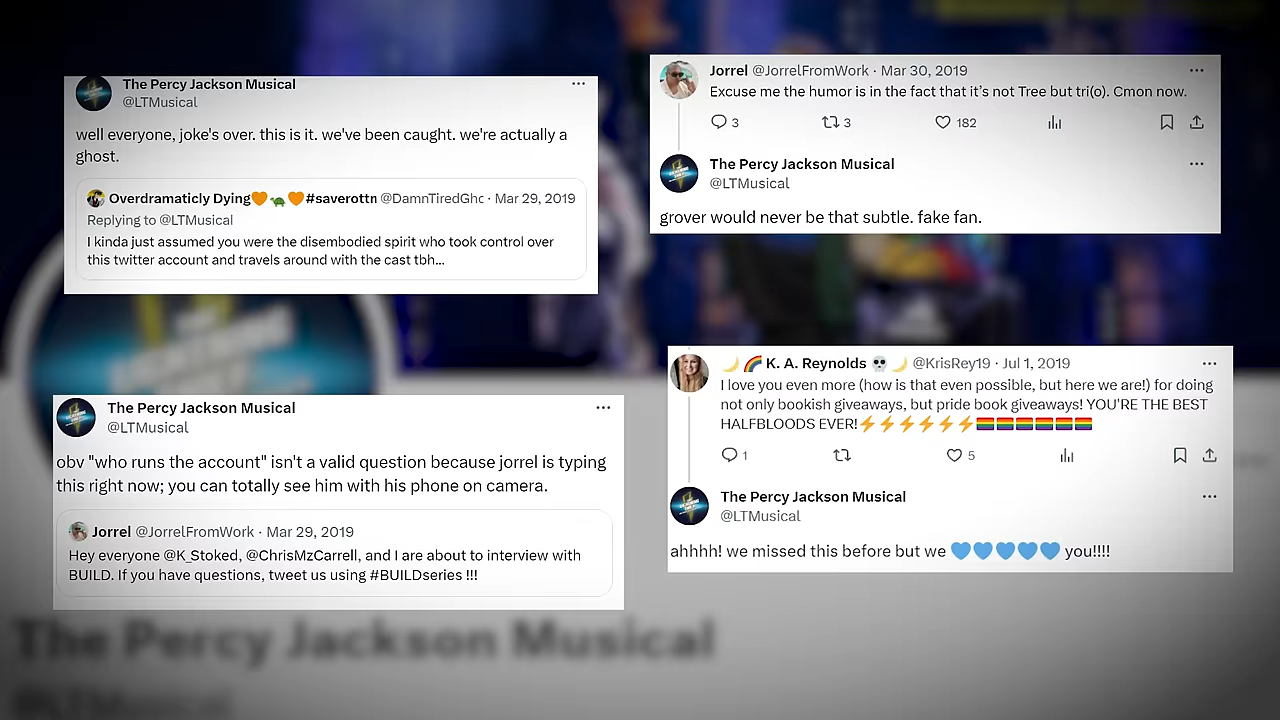 The Percy Jackson Musical
@LTMusical
well everyone, joke's over. this is it. we've been caught. we're actually a
ghost.
Overdramaticly Dying🧡🐢🧡#saverottn @DamnTiredGhc · Mar 29, 2019
Replying to @LTMusical
I kinda just assumed you were the disembodied spirit who took control over
this twitter account and travels around with the cast tbh...
Jorrel @JorrelFromWork · Mar 30, 2019
Excuse me the humor is in the fact that it's not Tree but tri(o). Cmon now.
3 3 182
The Percy Jackson Musical
@LTMusical
grover would never be that subtle. fake fan.
The Percy Jackson Musical
@LTMusical
obv "who runs the account" isn't a valid question because jorrel is typing
this right now; you can totally see him with his phone on camera.
Jorrel @JorrelFromWork · Mar 29, 2019
Hey everyone @K_Stoked, @ChrisMzCarrell, and I are about to interview with
BUILD. If you have questions, tweet us using #BUILDseries !!!
🌙🌈 K. A. Reynolds 💀🌙 @KrisRey19 · Jul 1, 2019
I love you even more (how is that even possible, but here we are!) for doing
not only bookish giveaways, but pride book giveaways! YOU'RE THE BEST
HALFBLOODS EVER!⚡⚡⚡⚡⚡⚡🏳️‍🌈🏳️‍🌈🏳️‍🌈🏳️‍🌈🏳️‍🌈🏳️‍🌈
1 5
The Percy Jackson Musical
@LTMusical
ahhhh! we missed this before but we 💙💙💙💙💙 you!!!!
The Percy Jackson Musical
@LTMusical